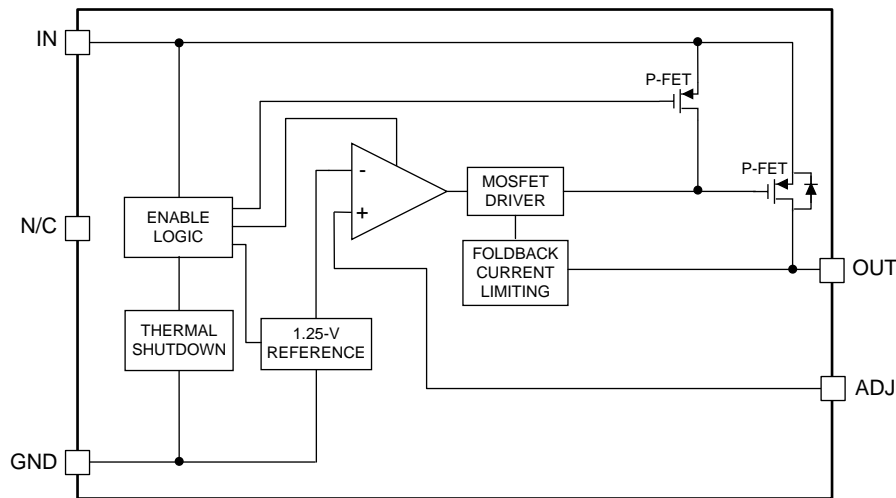 IN
P-FET
P-FET
-
+
MOSFET
DRIVER
N/C
ENABLE
LOGIC
FOLDBACK
CURRENT
LIMITING
OUT
THERMAL
SHUTDOWN
1.25-V
REFERENCE
ADJ
GND